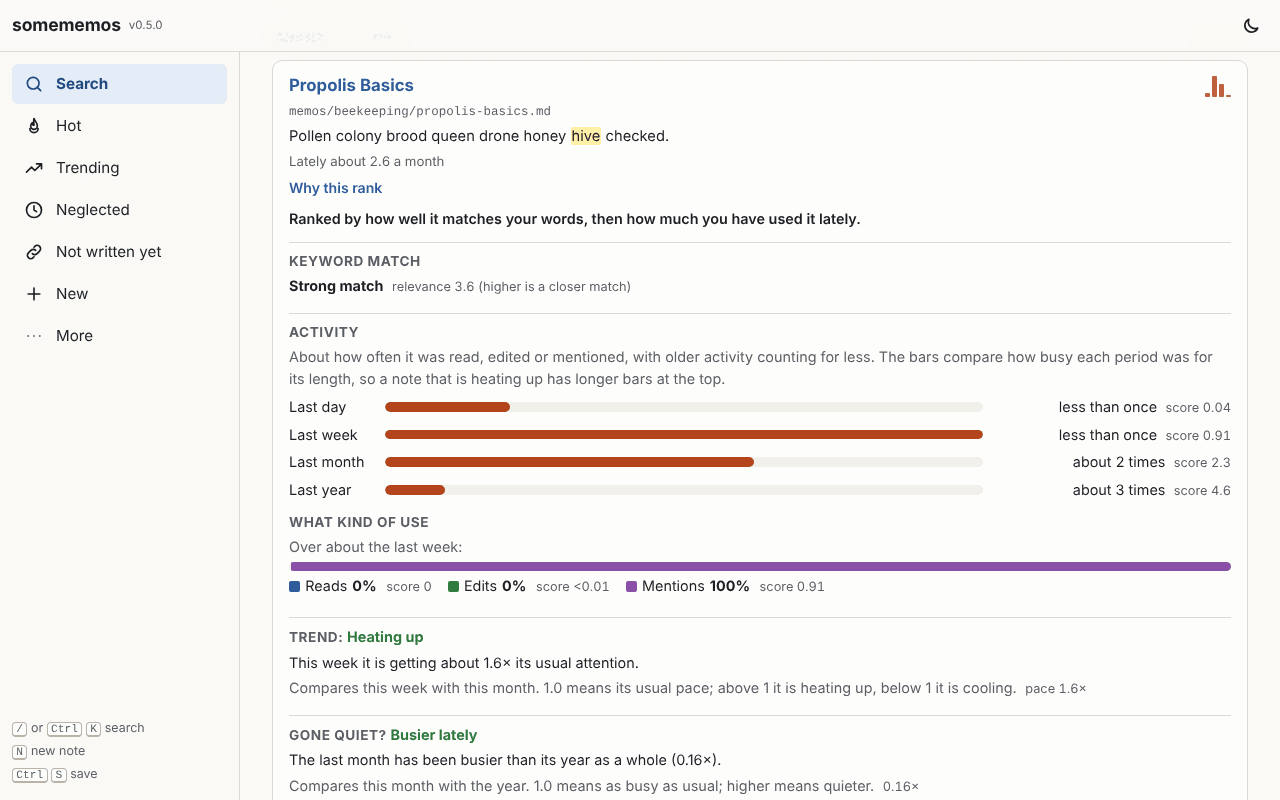 somememos v0.5.0
Search
Hot
Trending
Neglected
Not written yet
New
More
/ or Ctrl K search
N new note
Ctrl S save
Propolis Basics
memos/beekeeping/propolis-basics.md
Pollen colony brood queen drone honey hive checked.
Lately about 2.6 a month
Why this rank
Ranked by how well it matches your words, then how much you have used it lately.
KEYWORD MATCH
Strong match relevance 3.6 (higher is a closer match)
ACTIVITY
About how often it was read, edited or mentioned, with older activity counting for less. The bars compare how busy each period was for
its length, so a note that is heating up has longer bars at the top.
Last day less than once score 0.04
Last week less than once score 0.91
Last month about 2 times score 2.3
Last year about 3 times score 4.6
WHAT KIND OF USE
Over about the last week:
Reads 0% score 0 Edits 0% score <0.01 Mentions 100% score 0.91
TREND: Heating up
This week it is getting about 1.6× its usual attention.
Compares this week with this month. 1.0 means its usual pace; above 1 it is heating up, below 1 it is cooling. pace 1.6×
GONE QUIET? Busier lately
The last month has been busier than its year as a whole (0.16×).
Compares this month with the year. 1.0 means as busy as usual; higher means quieter. 0.16×